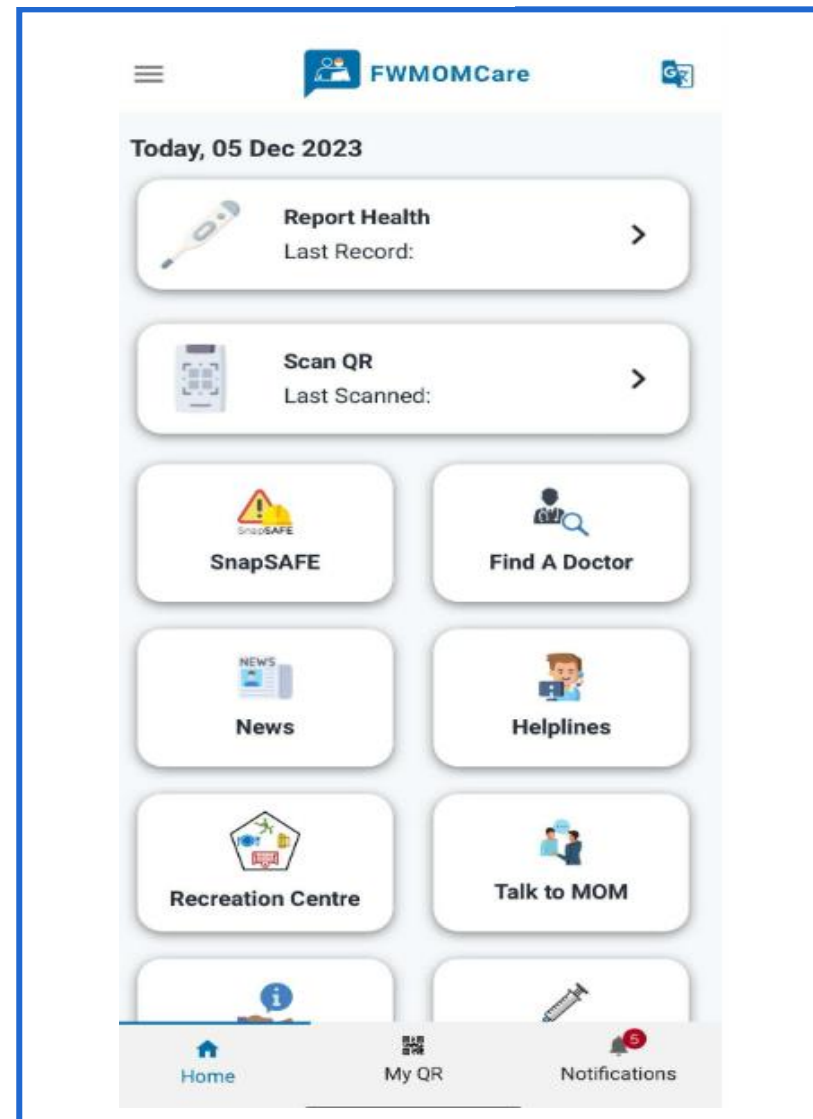 FWMOMCare
Today, 05 Dec 2023
Report Health
Last Record:
Scan QR
Last Scanned:
SnapSAFE
SnapSAFE
Find A Doctor
NEWS
News
Helplines
Recreation Centre
Talk to MOM
Home
My QR
5
Notifications